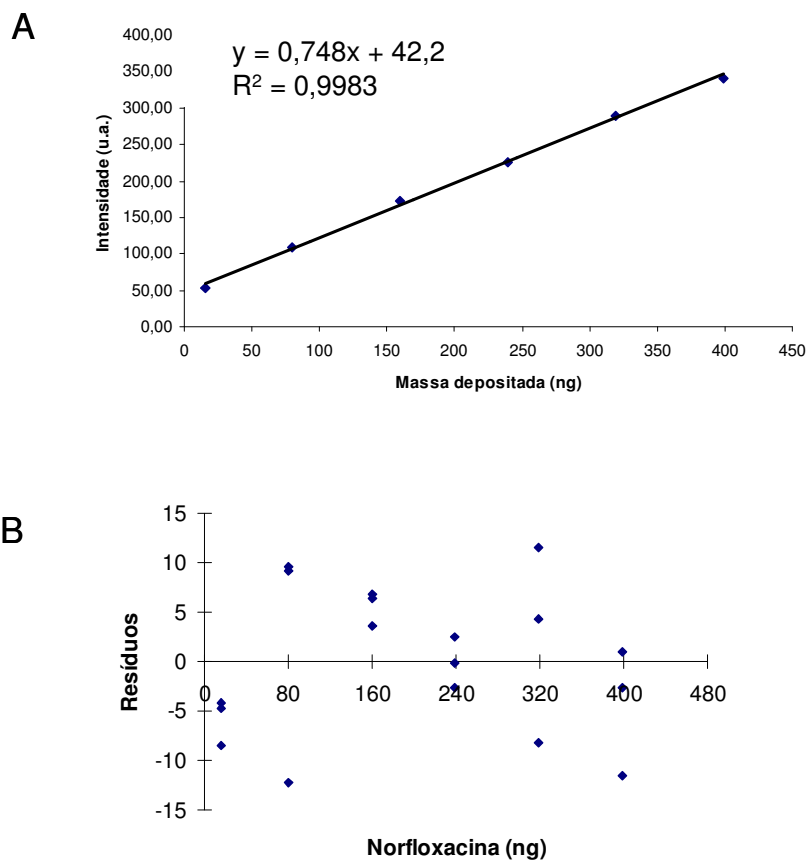 A
y = 0,748x + 42,2
R² = 0,9983
400,00
350,00
300,00
250,00
200,00
150,00
100,00
50,00
0,00
Intensidade (u.a.)
0 50 100 150 200 250 300 350 400 450
Massa depositada (ng)
B
15
10
5
0
-5
-10
-15
Resíduos
0 80 160 240 320 400 480
Norfloxacina (ng)